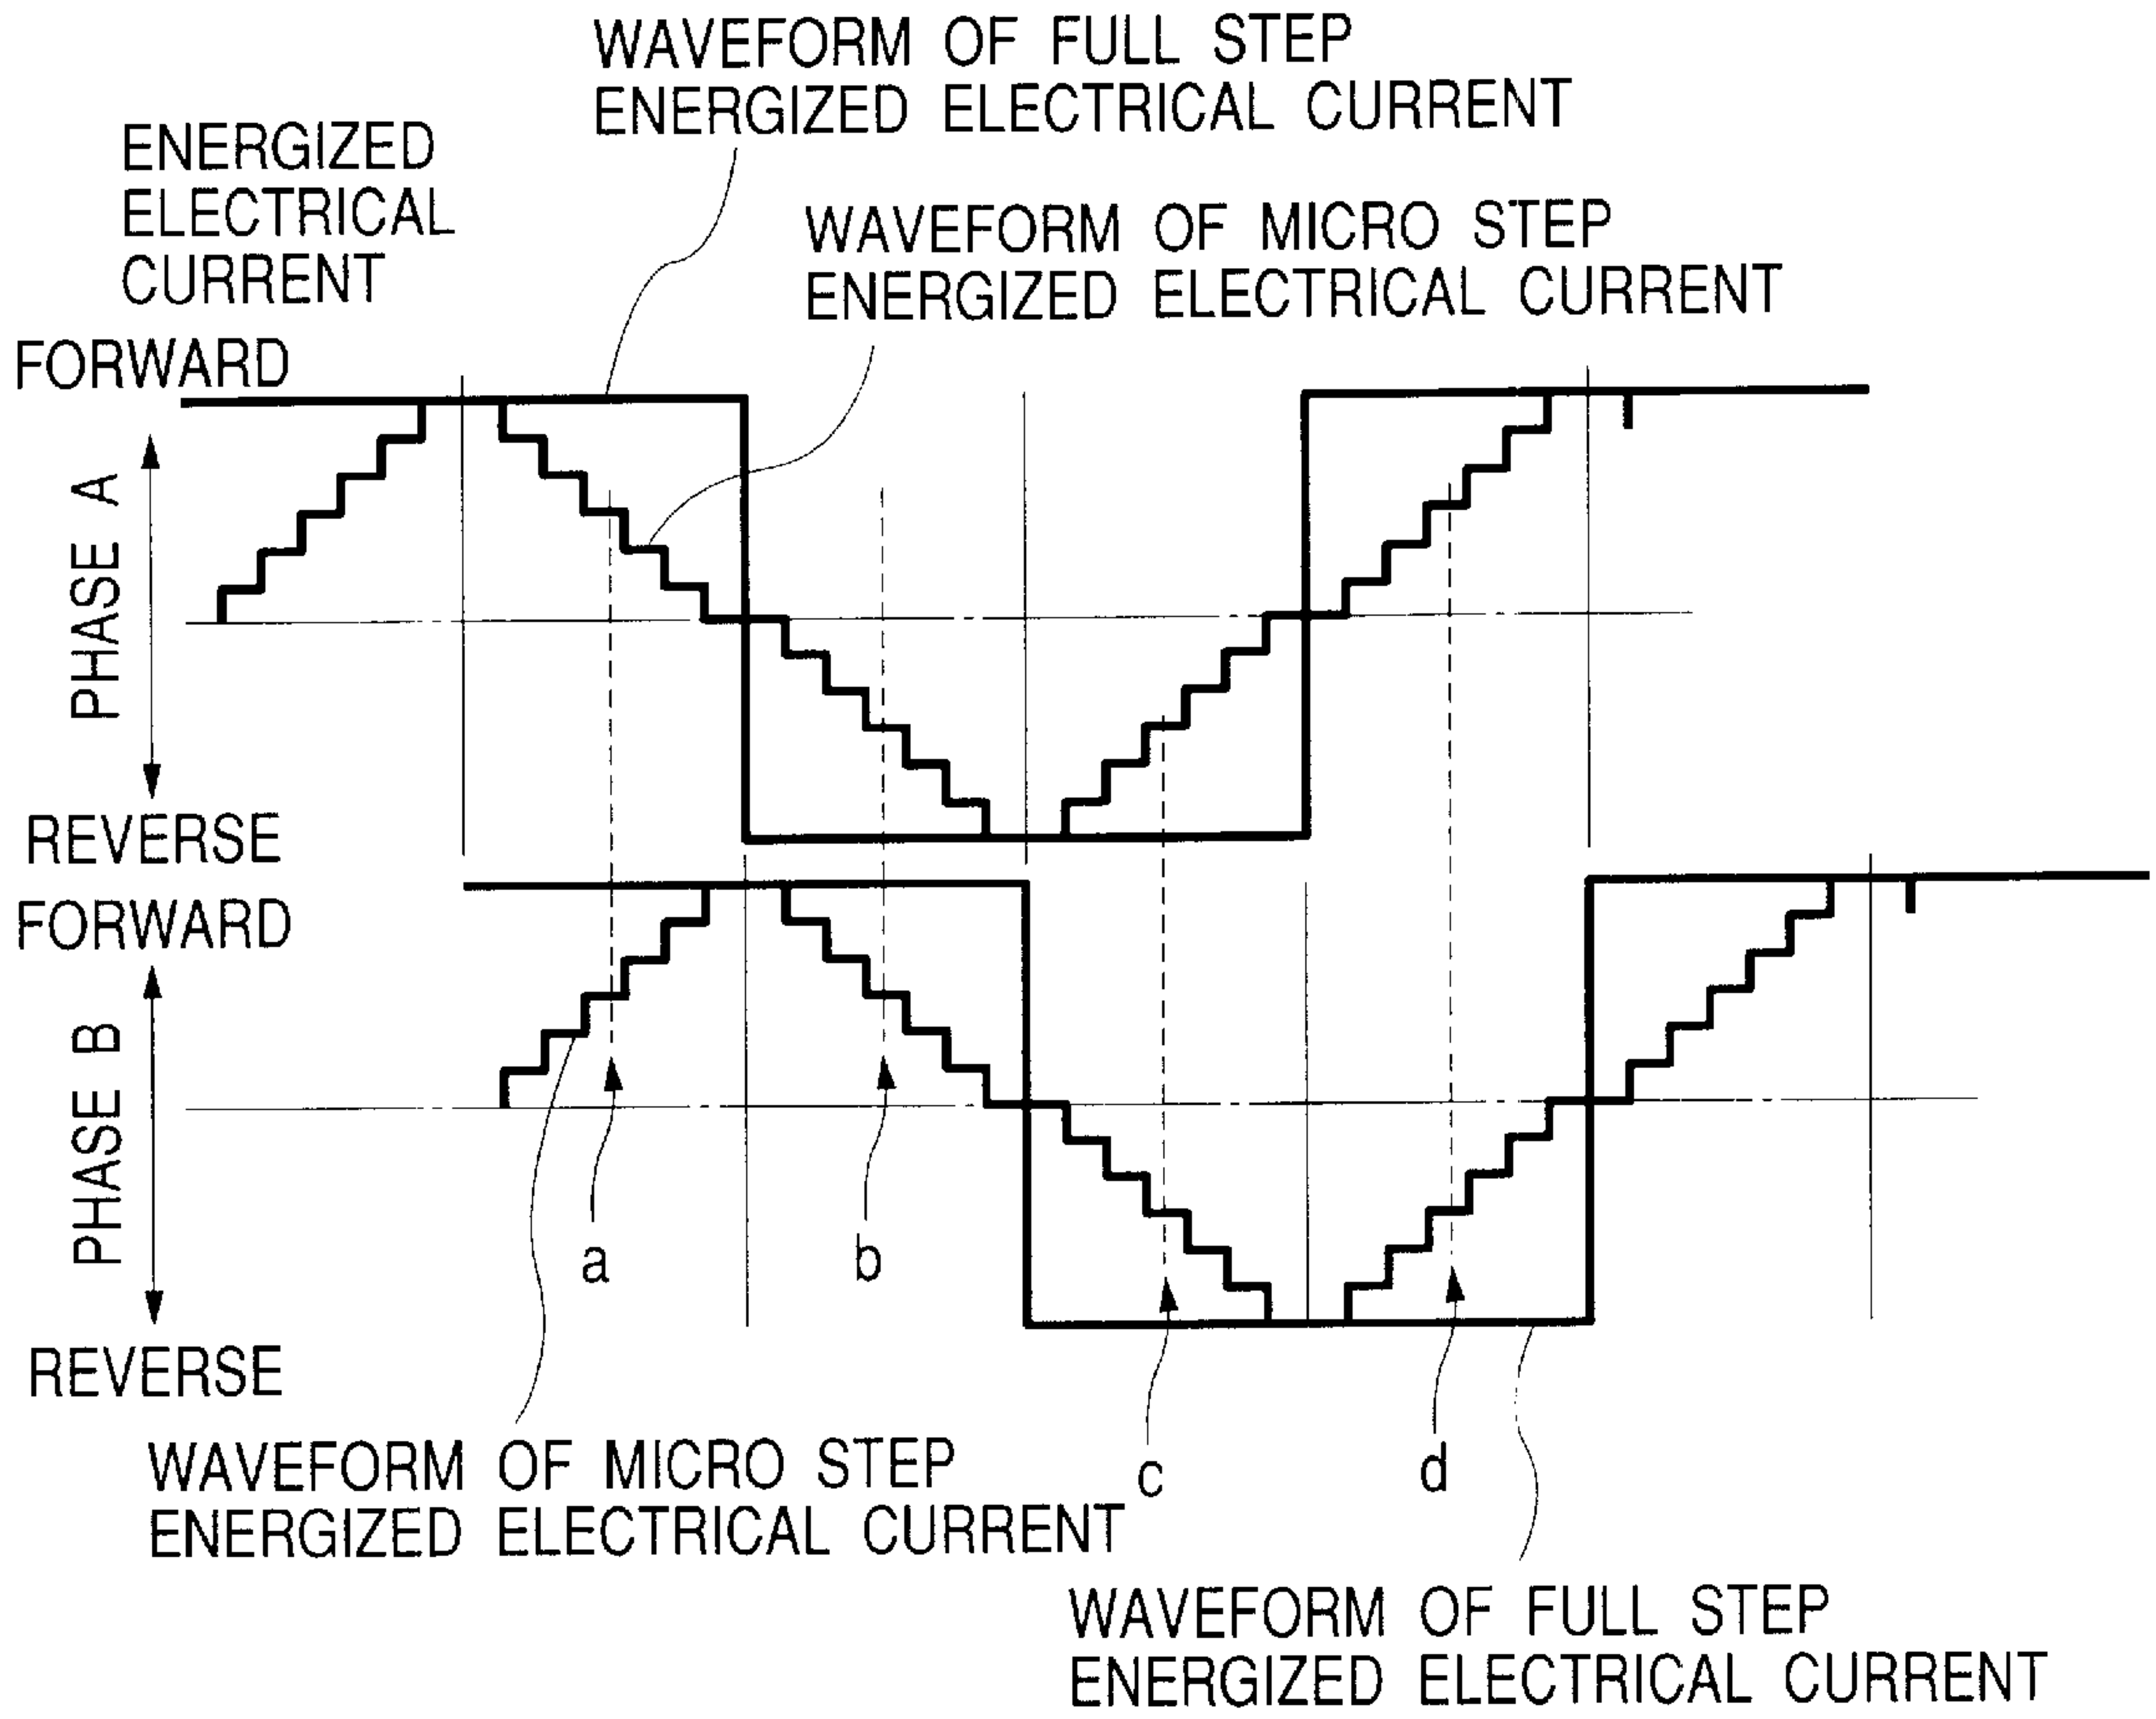 WAVEFORM OF FULL STEP
ENERGIZED ELECTRICAL CURRENT
ENERGIZED
ELECTRICAL
CURRENT
WAVEFORM OF MICRO STEP
ENERGIZED ELECTRICAL CURRENT
FORWARD
PHASE A
REVERSE
FORWARD
PHASE B
REVERSE
a
b
c
d
WAVEFORM OF MICRO STEP
ENERGIZED ELECTRICAL CURRENT
WAVEFORM OF FULL STEP
ENERGIZED ELECTRICAL CURRENT